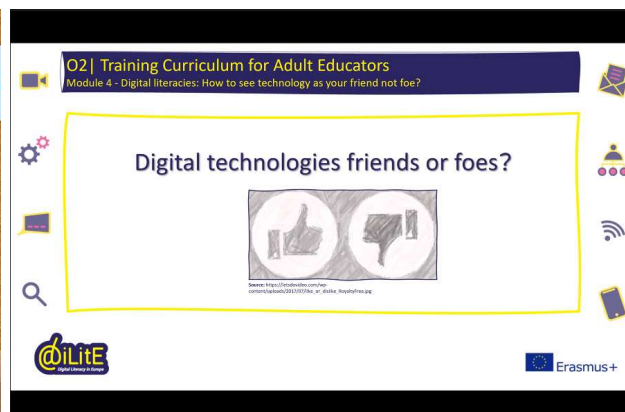 O2| Training Curriculum for Adult Educators
Module 4 - Digital literacies: How to see technology as your friend not foe?
Digital technologies friends or foes?
Source: https://letsdevideo.com/wp-
content/uploads/2017/07/like_or_dislike_RoyaltyFree.jpg
@iLitE
Digital Literacy in Europe
Erasmus+